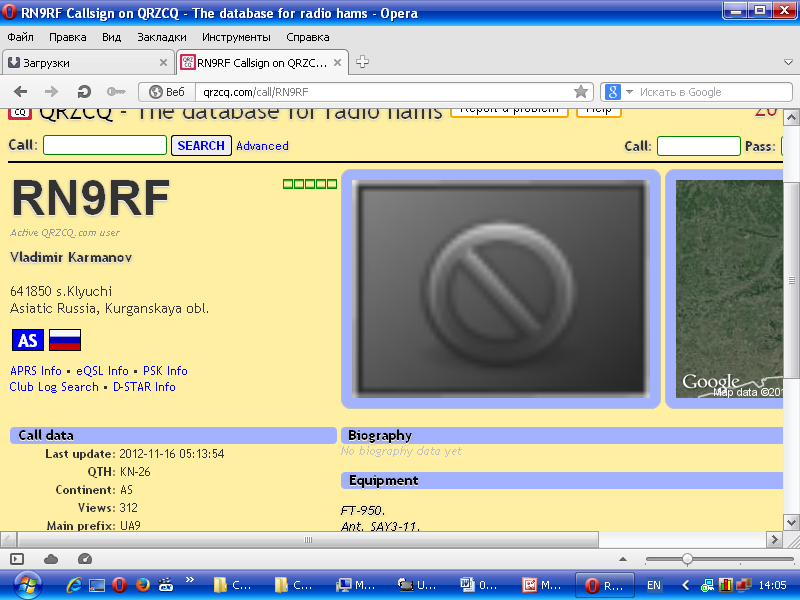 RN9RF Callsign on QRZCQ - The database for radio hams - Opera
Файл Правка Вид Закладки Инструменты Справка
Загрузки
QRZ CQ RN9RF Callsign on QRZC...
Веб qrzcq.com/call/RN9RF
8 Искать в Google
CQ QRZCQ - The database for radio hams Report a problem Help
Call: SEARCH Advanced Call: Pass:
RN9RF
Active QRZCQ.com user
Vladimir Karmanov
641850 s.Klyuchi
Asiatic Russia, Kurganskaya obl.
AS
APRS Info • eQSL Info • PSK Info
Club Log Search • D-STAR Info
Google
Map data ©201
Call data
Last update: 2012-11-16 05:13:54
QTH: KN-26
Continent: AS
Views: 312
Main prefix: UA9
Biography
No biography data yet
Equipment
FT-950.
Ant. SAY3-11.
C... C... M... U... O... M... R... EN 14:05